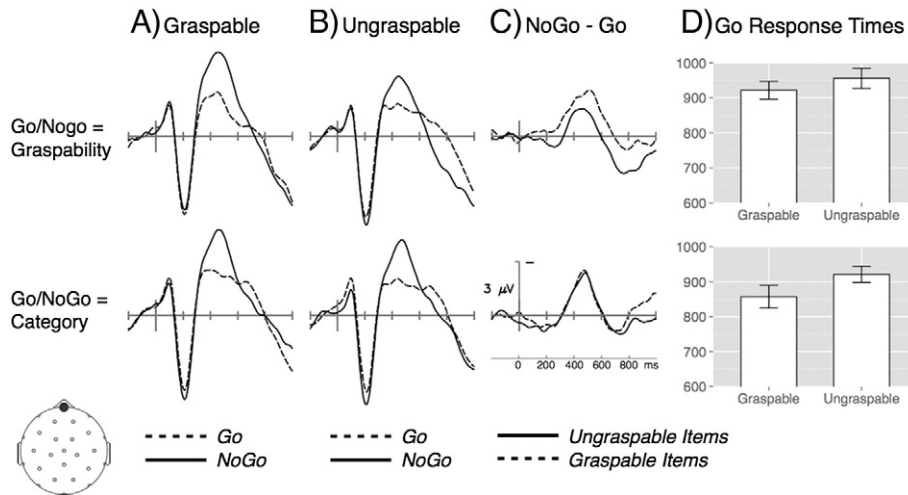 A) Graspable
B) Ungraspable
C) NoGo - Go
D) Go Response Times
Go/Nogo =
Graspability
1000
900
800
700
600
Graspable
Ungraspable
Go/NoGo =
Category
3 μV
0
200
400
600
800
ms
1000
900
800
700
600
Graspable
Ungraspable
Go
NoGo
Go
NoGo
Ungraspable Items
Graspable Items